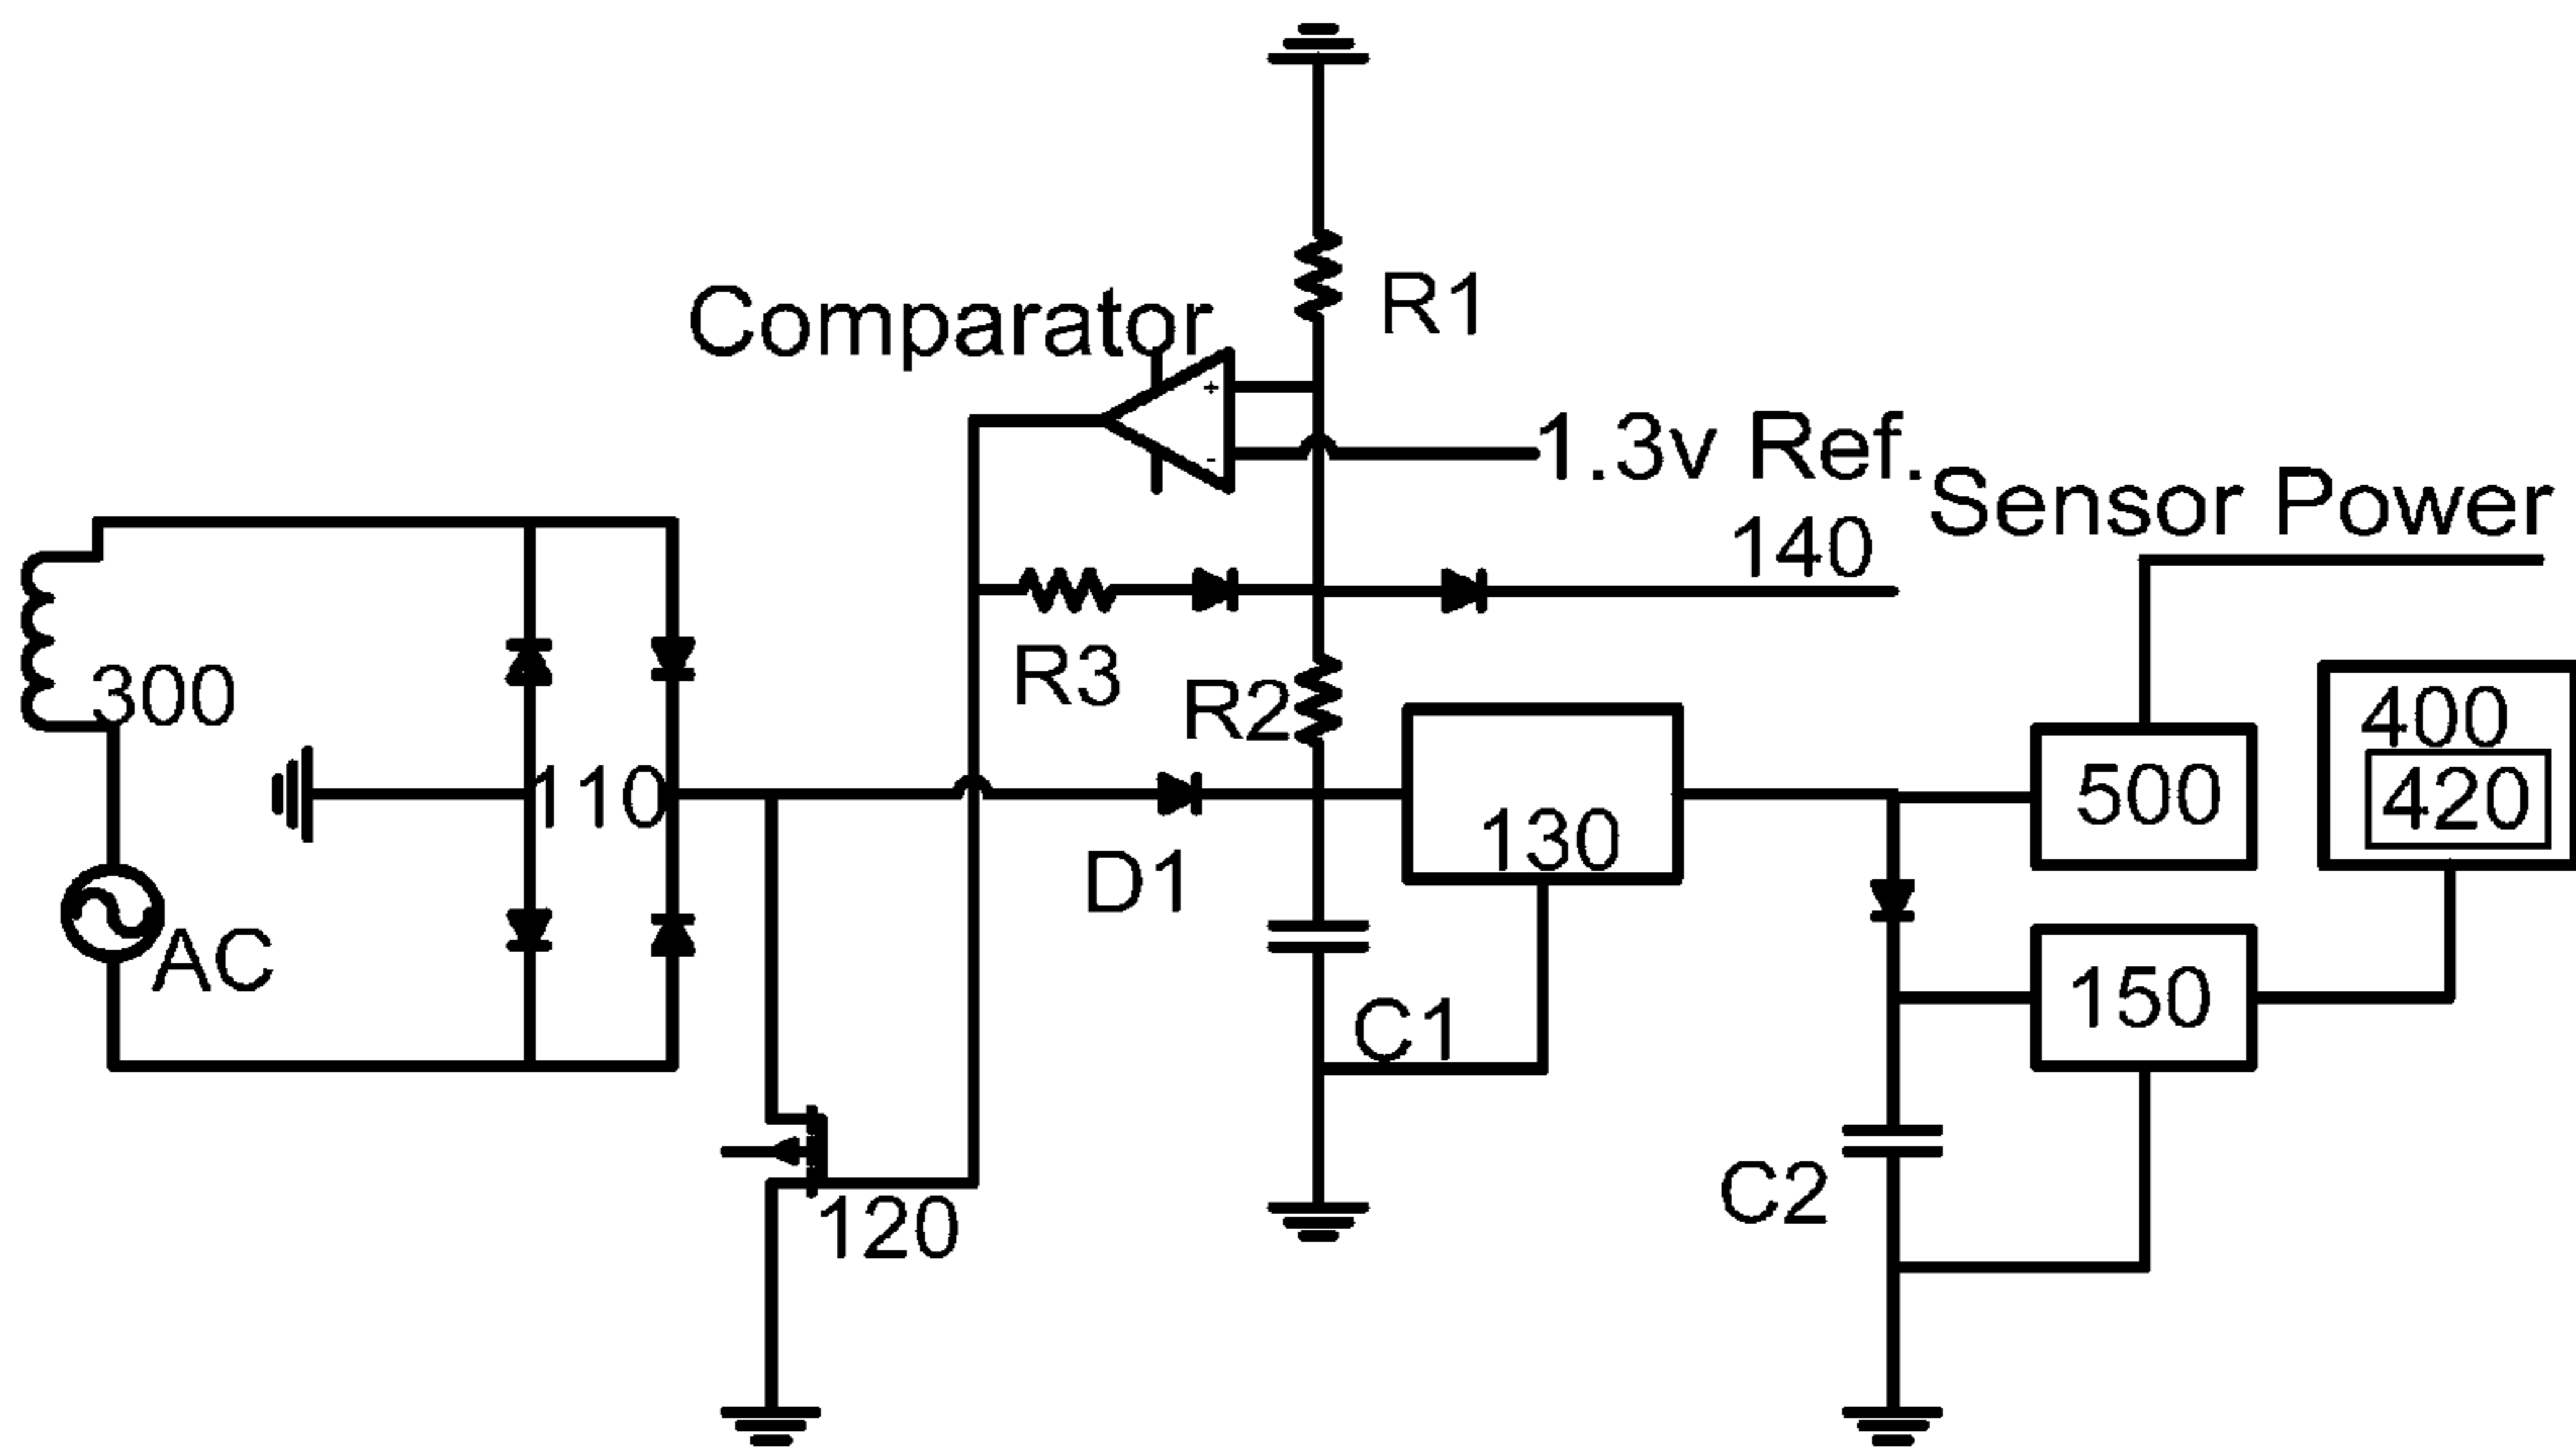 R1
Comparator
+
-
1.3v Ref.
Sensor Power
140
300
R3
R2
400
110
130
500
420
D1
AC
C1
150
C2
120